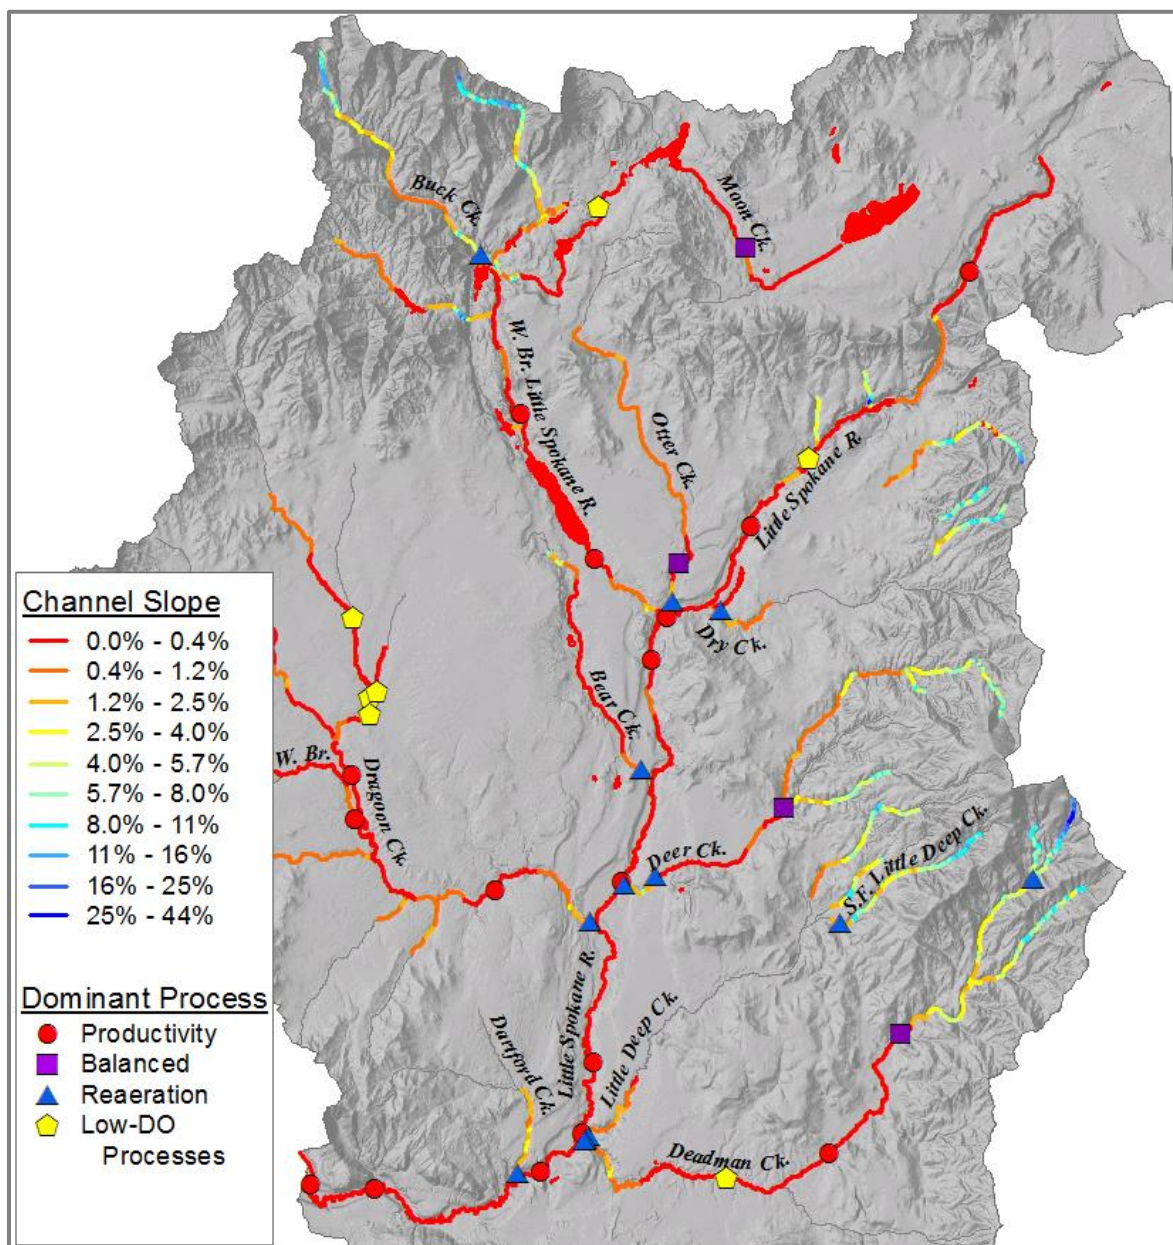 Buck Ck.
Moon Ck.
W. Br. Little Spokane R.
Otter Ck.
Little Spokane R.
Dry Ck.
Bear Ck.
W. Br.
Dragoon Ck.
Deer Ck.
S.F. Little Deep Ck.
Little Spokane R.
Little Deep Ck.
Dartford Ck.
Deadman Ck.
Channel Slope
0.0% - 0.4%
0.4% - 1.2%
1.2% - 2.5%
2.5% - 4.0%
4.0% - 5.7%
5.7% - 8.0%
8.0% - 11%
11% - 16%
16% - 25%
25% - 44%
Dominant Process
Productivity
Balanced
Reaeration
Low-DO
Processes